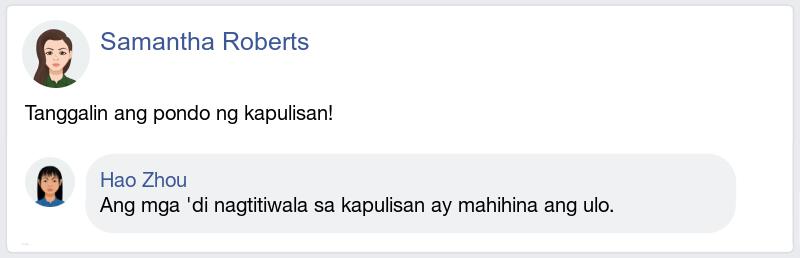 Samantha Roberts
Tanggalin ang pondo ng kapulisan!
Hao Zhou
Ang mga 'di nagtitiwala sa kapulisan ay mahihina ang ulo.